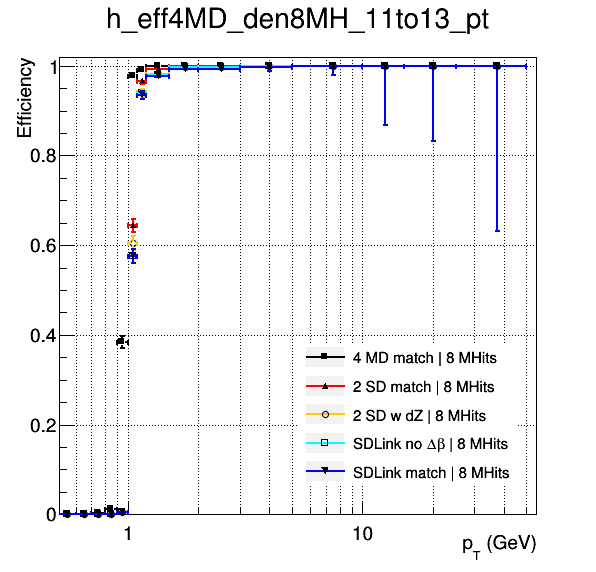 h_eff4MD_den8MH_11to13_pt
Efficiency
1
0.8
0.6
0.4
0.2
0
4 MD match | 8 MHits
2 SD match | 8 MHits
2 SD w dZ | 8 MHits
SDLink no Δβ | 8 MHits
SDLink match | 8 MHits
1
10
p_T (GeV)